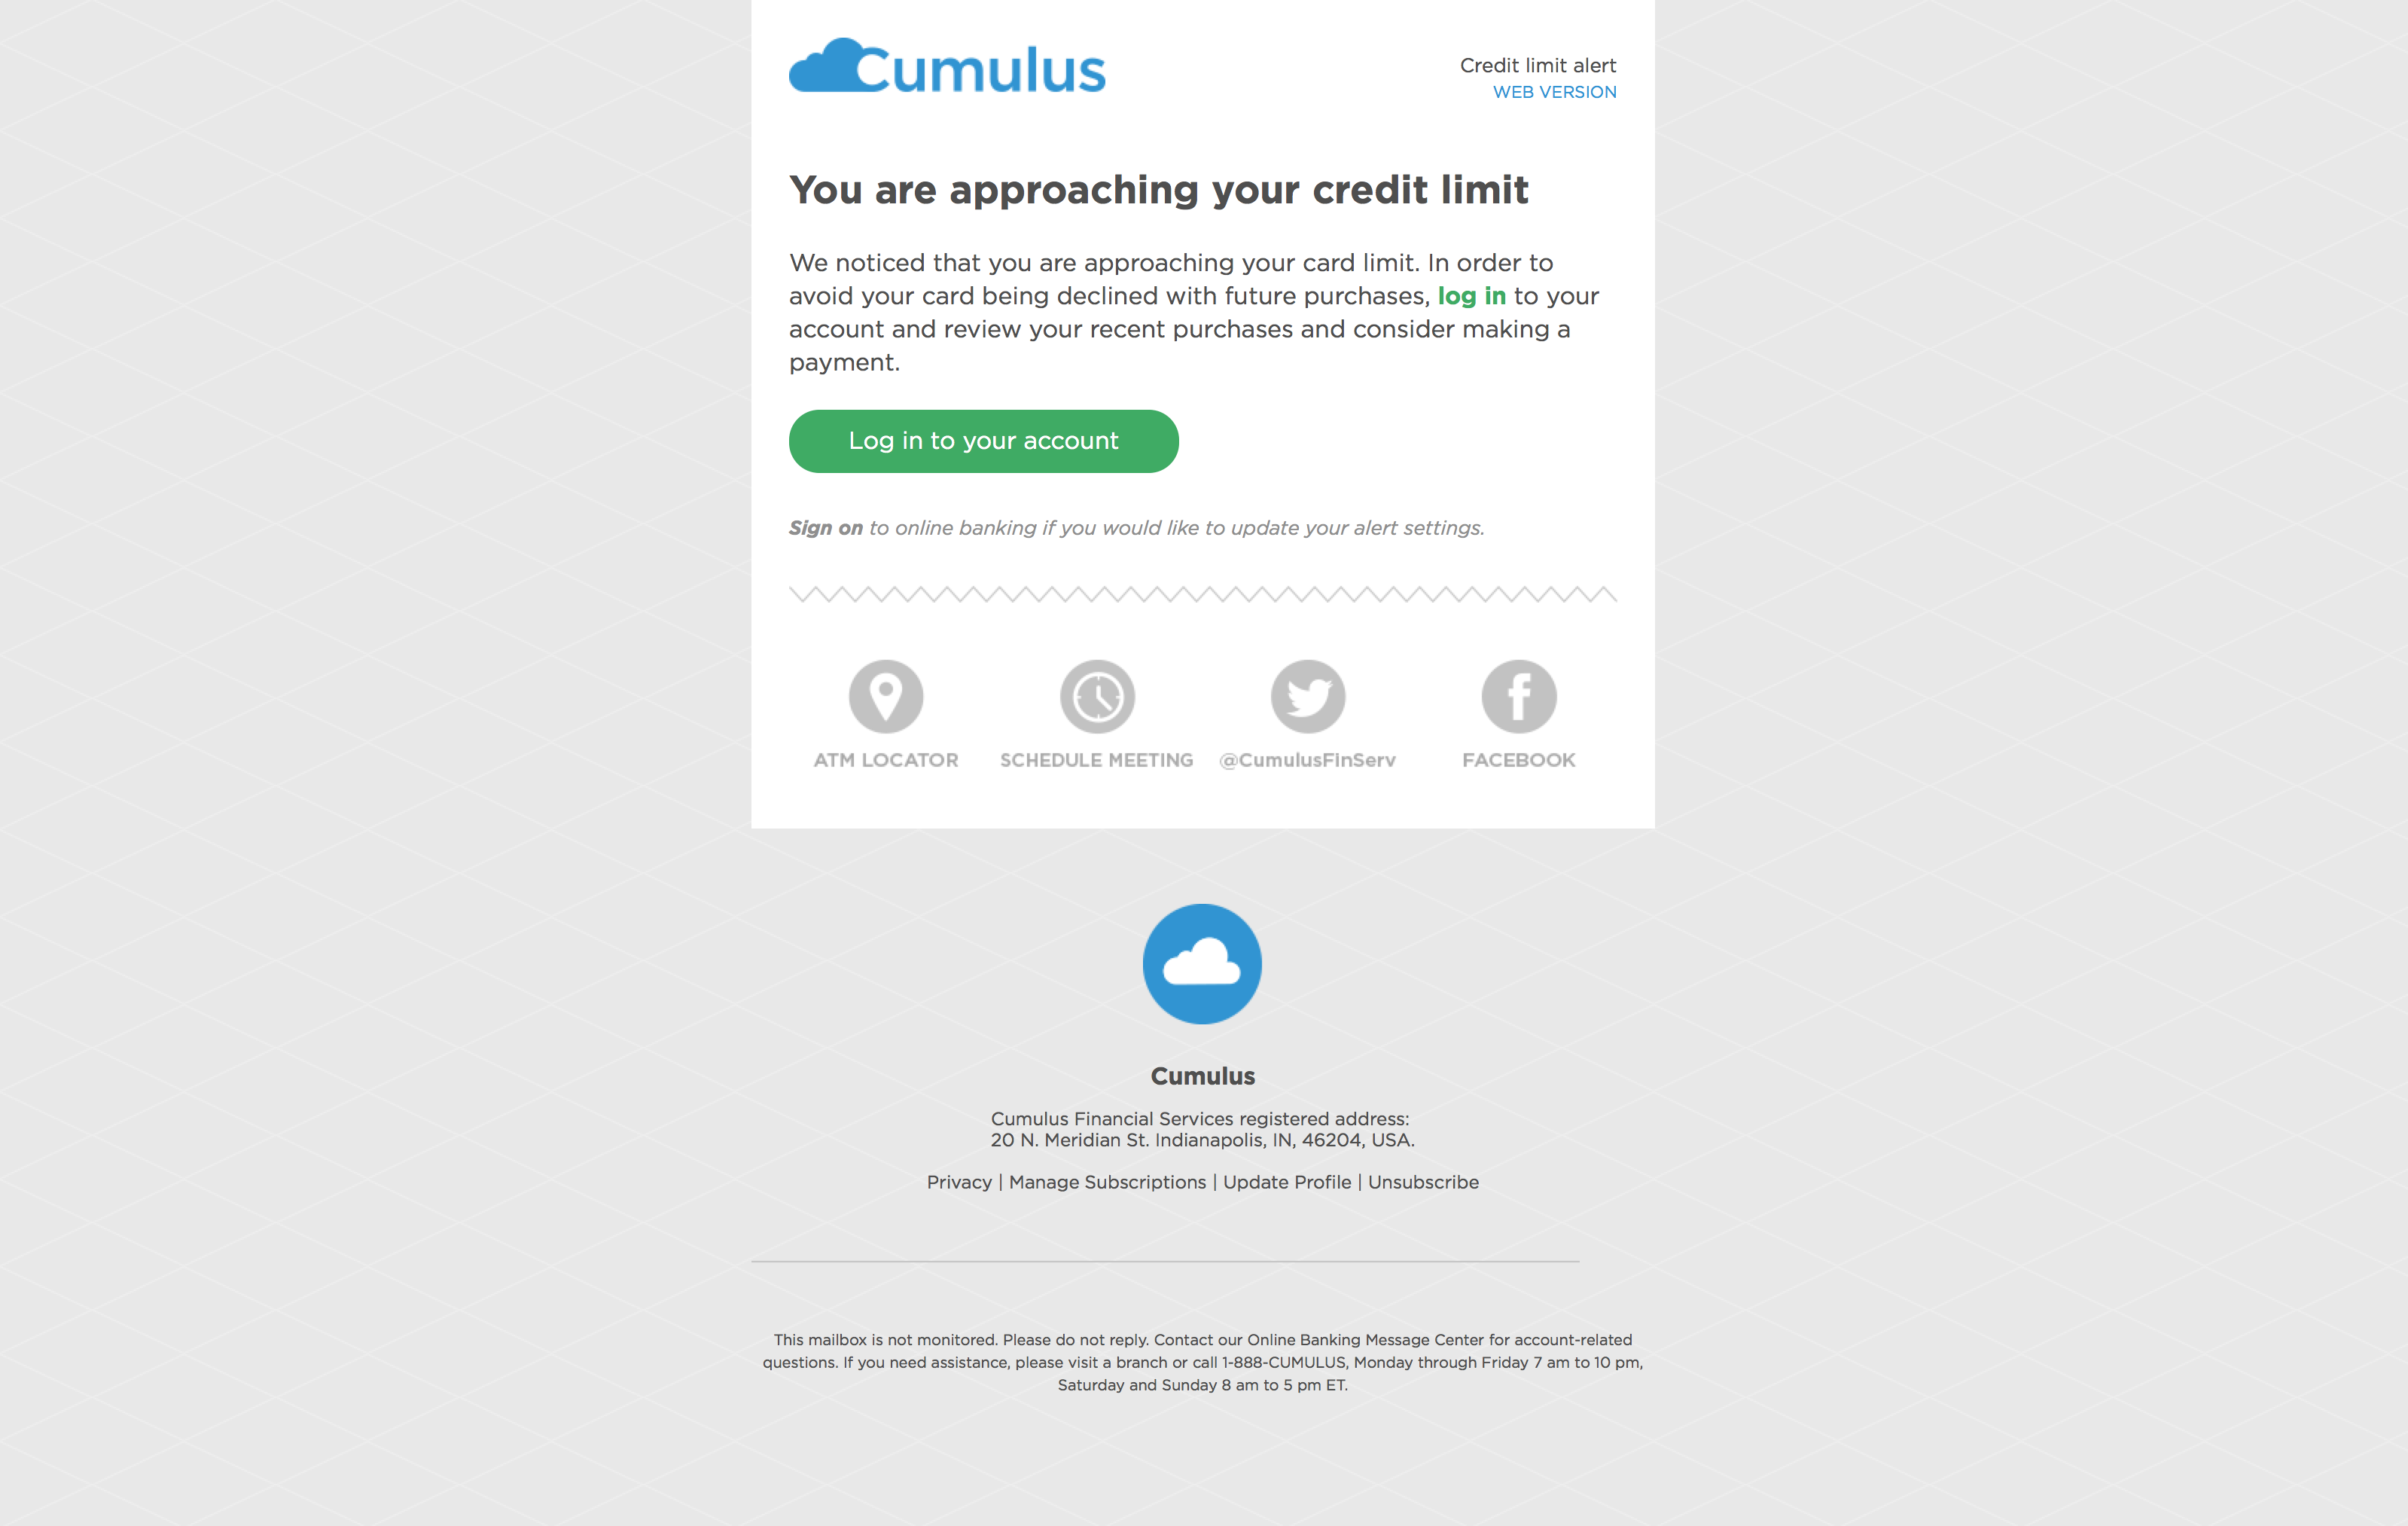 Cumulus
Credit limit alert
WEB VERSION
You are approaching your credit limit
We noticed that you are approaching your card limit. In order to
avoid your card being declined with future purchases, log in to your
account and review your recent purchases and consider making a
payment.
Log in to your account
Sign on to online banking if you would like to update your alert settings.
ATM LOCATOR
SCHEDULE MEETING
@CumulusFinServ
FACEBOOK
Cumulus
Cumulus Financial Services registered address:
20 N. Meridian St. Indianapolis, IN, 46204, USA.
Privacy | Manage Subscriptions | Update Profile | Unsubscribe
This mailbox is not monitored. Please do not reply. Contact our Online Banking Message Center for account-related
questions. If you need assistance, please visit a branch or call 1-888-CUMULUS, Monday through Friday 7 am to 10 pm,
Saturday and Sunday 8 am to 5 pm ET.